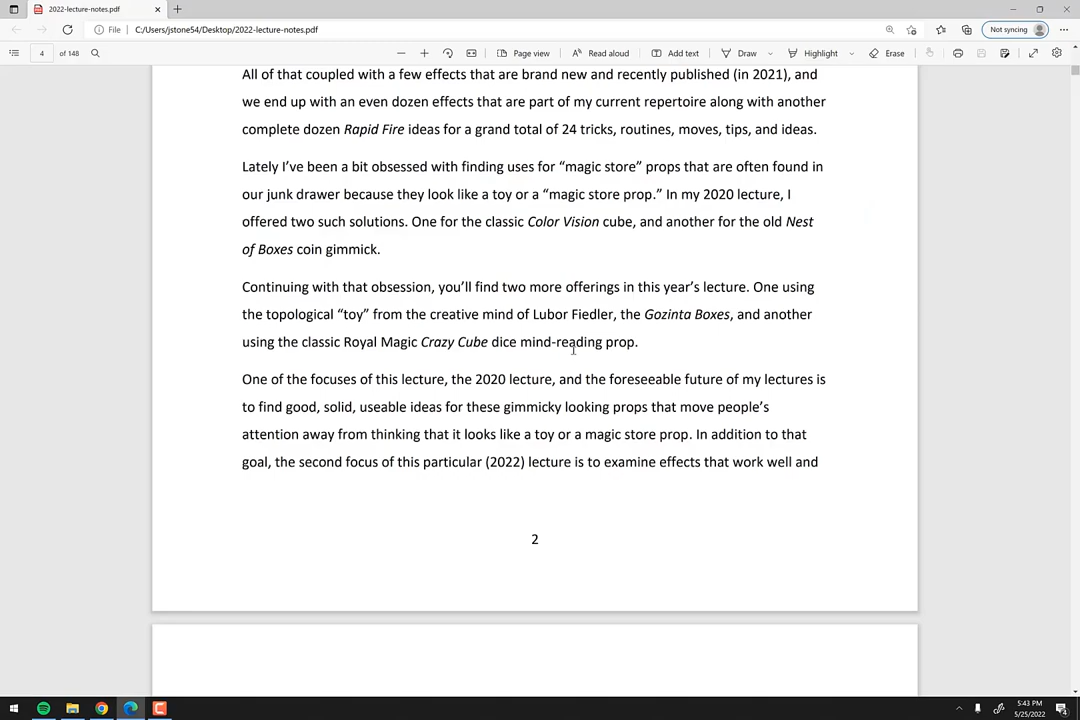 2022-lecture-notes.pdf
File C:/Users/jstone54/Desktop/2022-lecture-notes.pdf Not syncing
4 of 148 Page view Read aloud Add text Draw Highlight Erase
All of that coupled with a few effects that are brand new and recently published (in 2021), and
we end up with an even dozen effects that are part of my current repertoire along with another
complete dozen Rapid Fire ideas for a grand total of 24 tricks, routines, moves, tips, and ideas.
Lately I’ve been a bit obsessed with finding uses for “magic store” props that are often found in
our junk drawer because they look like a toy or a “magic store prop.” In my 2020 lecture, I
offered two such solutions. One for the classic Color Vision cube, and another for the old Nest
of Boxes coin gimmick.
Continuing with that obsession, you’ll find two more offerings in this year’s lecture. One using
the topological “toy” from the creative mind of Lubor Fiedler, the Gozinta Boxes, and another
using the classic Royal Magic Crazy Cube dice mind-reading prop.
One of the focuses of this lecture, the 2020 lecture, and the foreseeable future of my lectures is
to find good, solid, useable ideas for these gimmicky looking props that move people’s
attention away from thinking that it looks like a toy or a magic store prop. In addition to that
goal, the second focus of this particular (2022) lecture is to examine effects that work well and
2
5:43 PM
5/25/2022
4